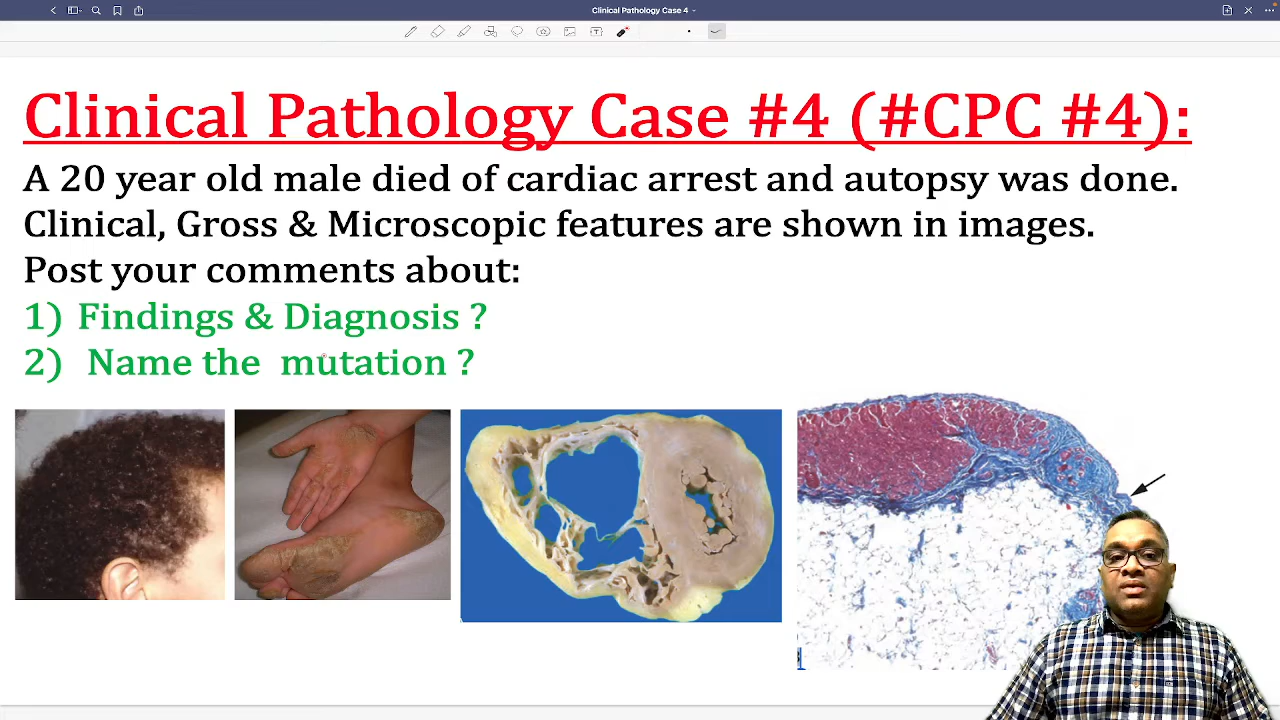 Clinical Pathology Case 4
Clinical Pathology Case #4 (#CPC #4):
A 20 year old male died of cardiac arrest and autopsy was done.
Clinical, Gross & Microscopic features are shown in images.
Post your comments about:
1) Findings & Diagnosis ?
2) Name the mutation ?